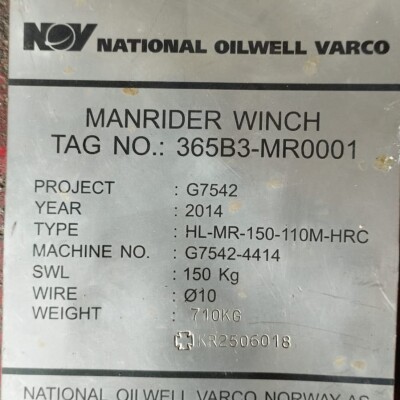 NOV NATIONAL OILWELL VARCO
MANRIDER WINCH
TAG NO.: 365B3-MR0001
PROJECT : G7542
YEAR : 2014
TYPE : HL-MR-150-110M-HRC
MACHINE NO. : G7542-4414
SWL : 150 Kg
WIRE : Ø10
WEIGHT : 710KG
KR2506018
NATIONAL OILWELL VARCO NORWAY AS